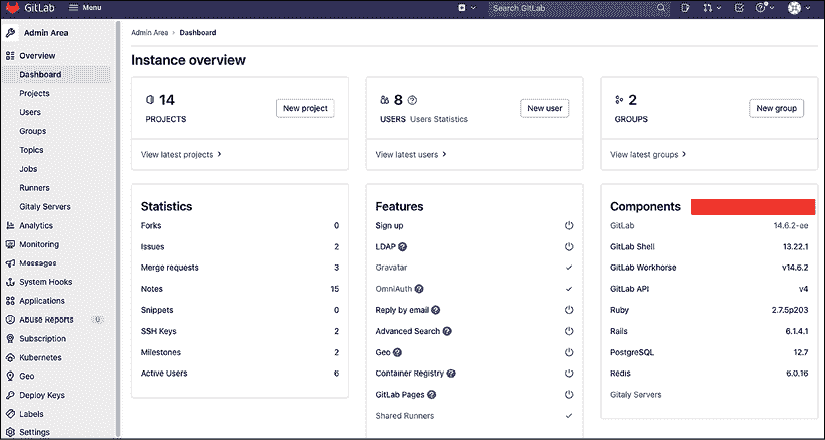 GitLab Menu Search GitLab
Admin Area
Admin Area > Dashboard
Overview
Dashboard
Projects
Users
Groups
Topics
Jobs
Runners
Gitaly Servers
Analytics
Monitoring
Messages
System Hooks
Applications
Abuse Reports 0
Subscription
Kubernetes
Geo
Deploy Keys
Labels
Settings
Instance overview
14
PROJECTS
New project
View latest projects >
8
USERS Users Statistics
New user
View latest users >
2
GROUPS
New group
View latest groups >
Statistics
Forks 0
Issues 2
Merge requests 3
Notes 15
Snippets 0
SSH Keys 2
Milestones 2
Active Users 6
Features
Sign up
LDAP ?
Gravatar
OmniAuth ?
Reply by email ?
Advanced Search ?
Geo ?
Container Registry ?
GitLab Pages ?
Shared Runners
Components
GitLab 14.6.2-ee
GitLab Shell 13.22.1
GitLab Workhorse v14.6.2
GitLab API v4
Ruby 2.7.5p203
Rails 6.1.4.1
PostgreSQL 12.7
Redis 6.0.16
Gitaly Servers